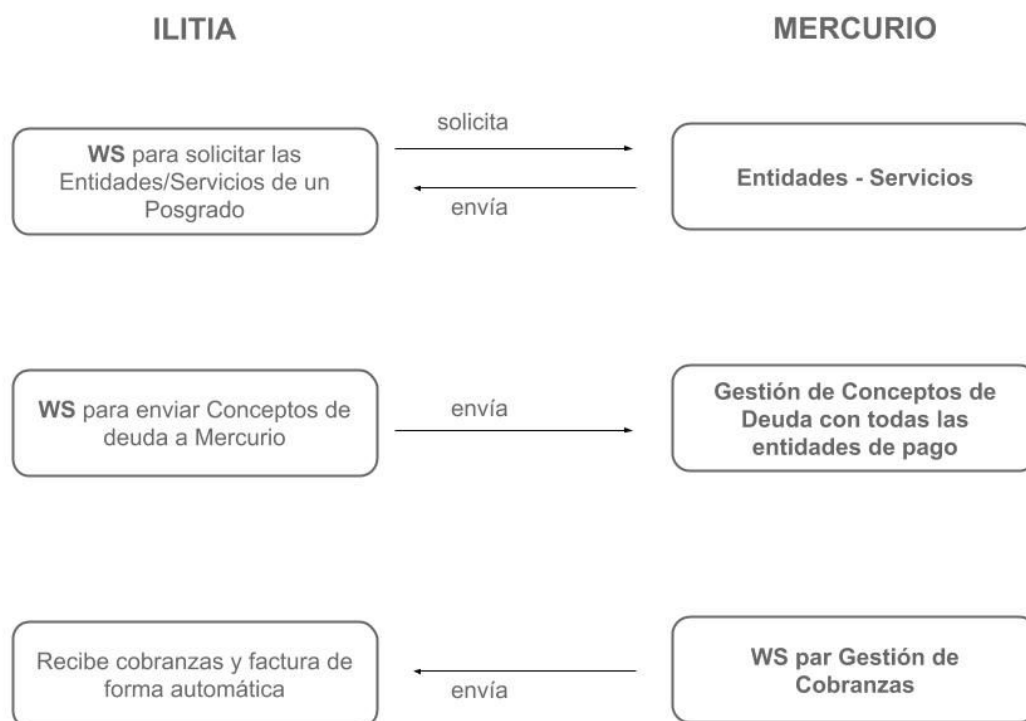 ILITIA
MERCURIO
WS para solicitar las
Entidades/Servicios de un
Posgrado
solicita
envía
Entidades - Servicios
WS para enviar Conceptos de
deuda a Mercurio
envía
Gestión de Conceptos de
Deuda con todas las
entidades de pago
Recibe cobranzas y factura de
forma automática
envía
WS par Gestión de
Cobranzas